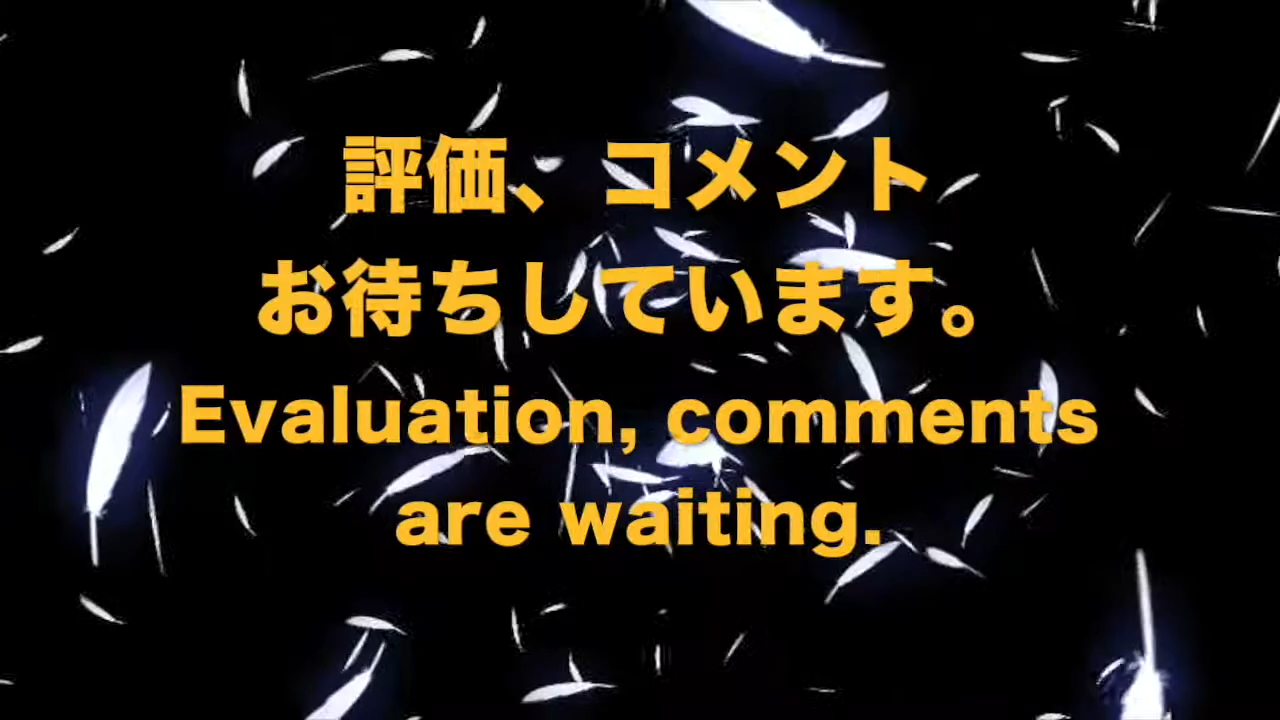 評価、コメント
お待ちしています。
Evaluation, comments
are waiting.